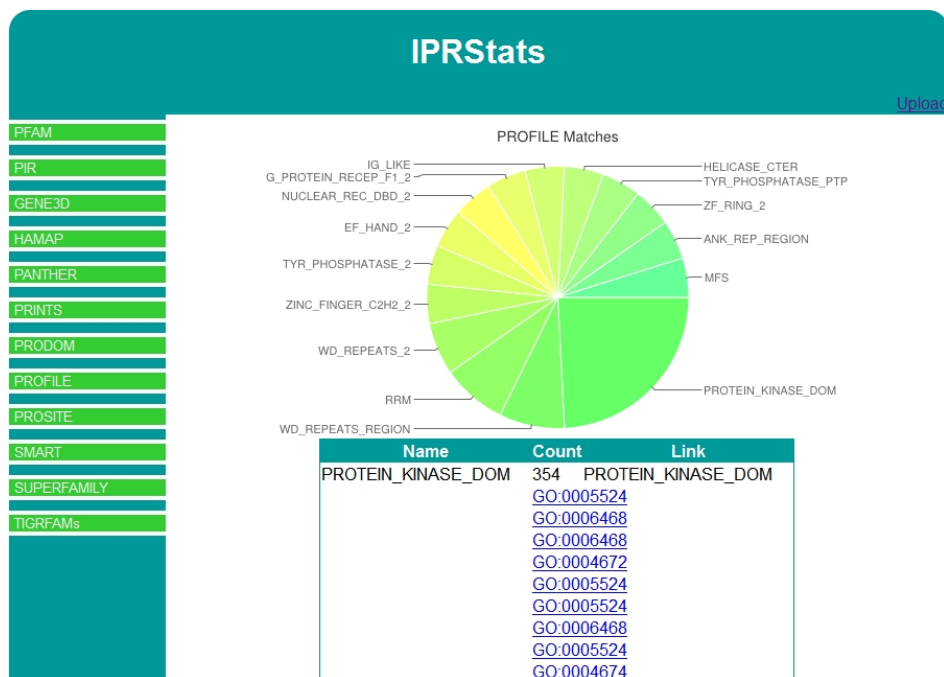 IPRStats
Upload
PFAM
PIR
GENE3D
HAMAP
PANTHER
PRINTS
PRODOM
PROFILE
PROSITE
SMART
SUPERFAMILY
TIGRFAMs
PROFILE Matches
IG_LIKE
G_PROTEIN_RECEP_F1_2
NUCLEAR_REC_DBD_2
EF_HAND_2
TYR_PHOSPHATASE_2
ZINC_FINGER_C2H2_2
WD_REPEATS_2
RRM
WD_REPEATS_REGION
HELICASE_CTER
TYR_PHOSPHATASE_PTP
ZF_RING_2
ANK_REP_REGION
MFS
PROTEIN_KINASE_DOM
Name Count Link
PROTEIN_KINASE_DOM 354 PROTEIN_KINASE_DOM
GO:0005524
GO:0006468
GO:0006468
GO:0004672
GO:0005524
GO:0005524
GO:0006468
GO:0005524
GO:0004674